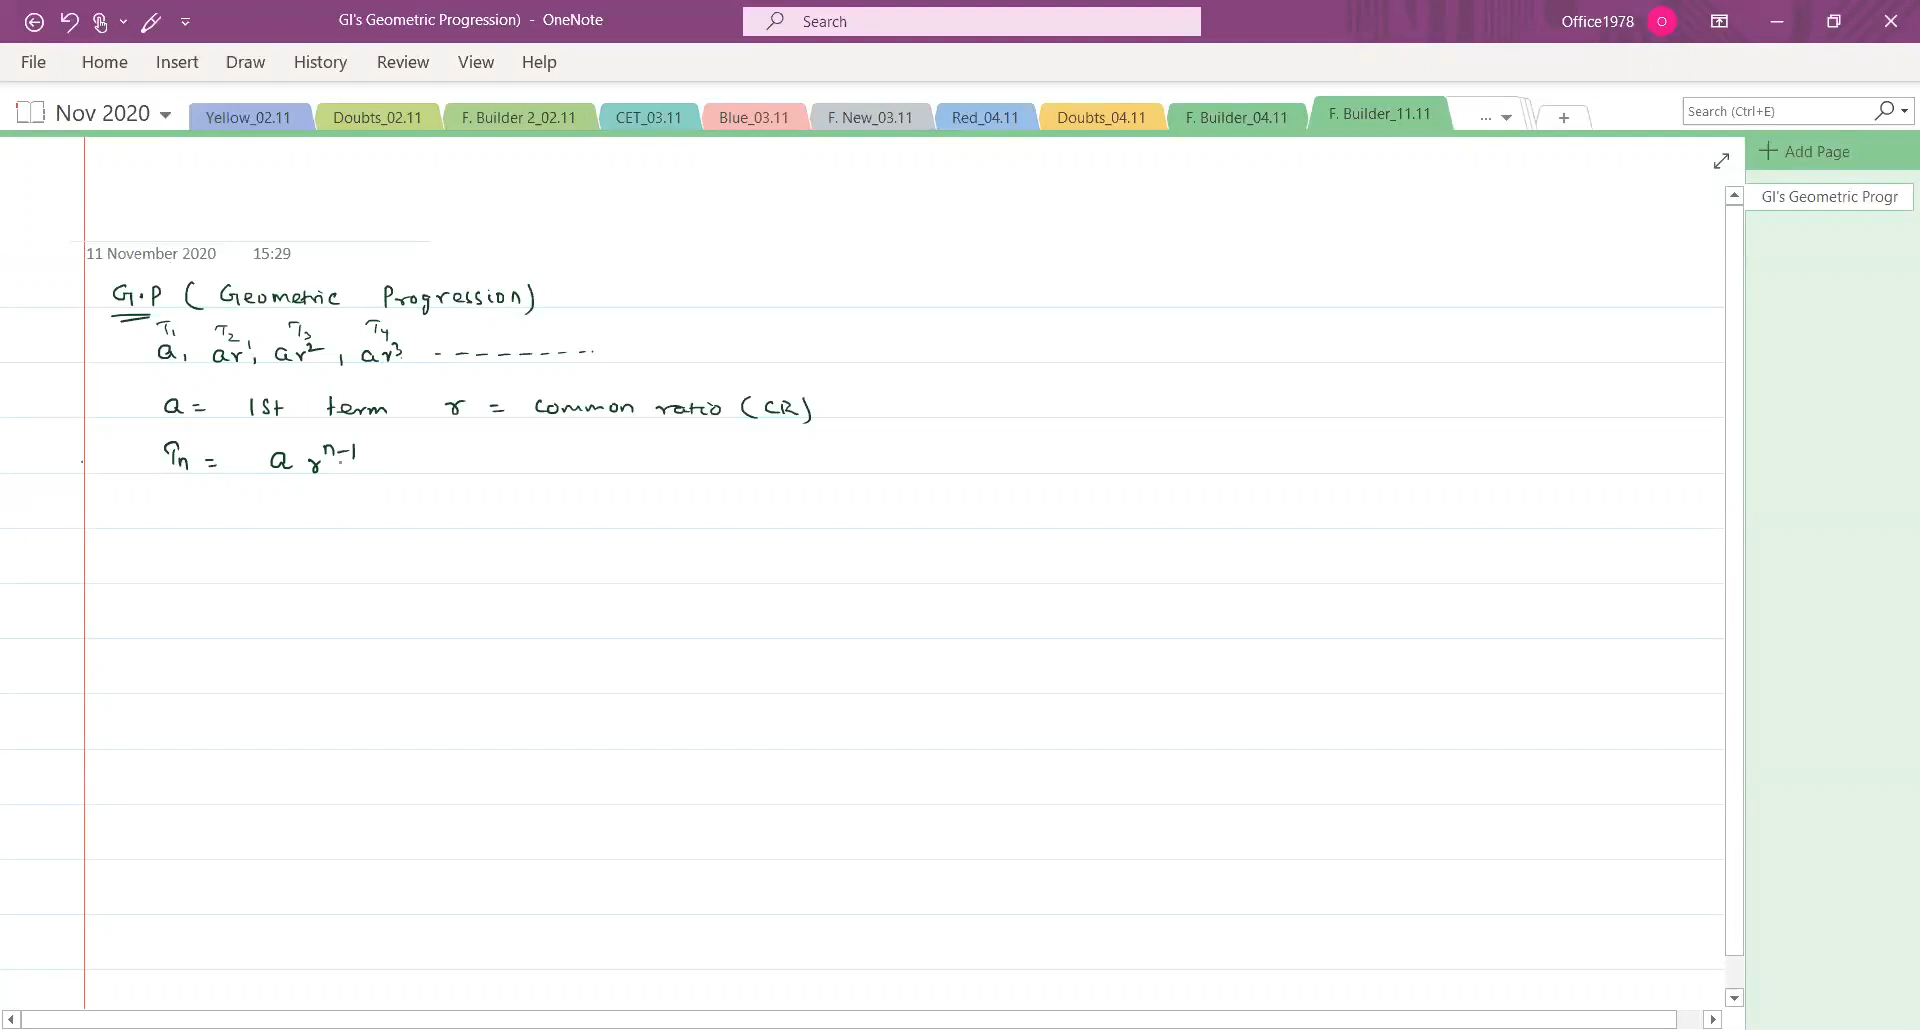 GI's Geometric Progression) - OneNote
Search
Office1978
O
File Home Insert Draw History Review View Help
Nov 2020
Yellow_02.11 Doubts_02.11 F. Builder 2_02.11 CET_03.11 Blue_03.11 F. New_03.11 Red_04.11 Doubts_04.11 F. Builder_04.11 F. Builder_11.11 ... +
Search (Ctrl+E)
Add Page
GI's Geometric Progr
11 November 2020 15:29
G.P ( Geometric Progression)
T₁ T₂ T₃ T₄
a, ar¹, ar², ar³ ---------
a = 1st term r = common ratio (CR)
Tₙ = a rⁿ⁻¹